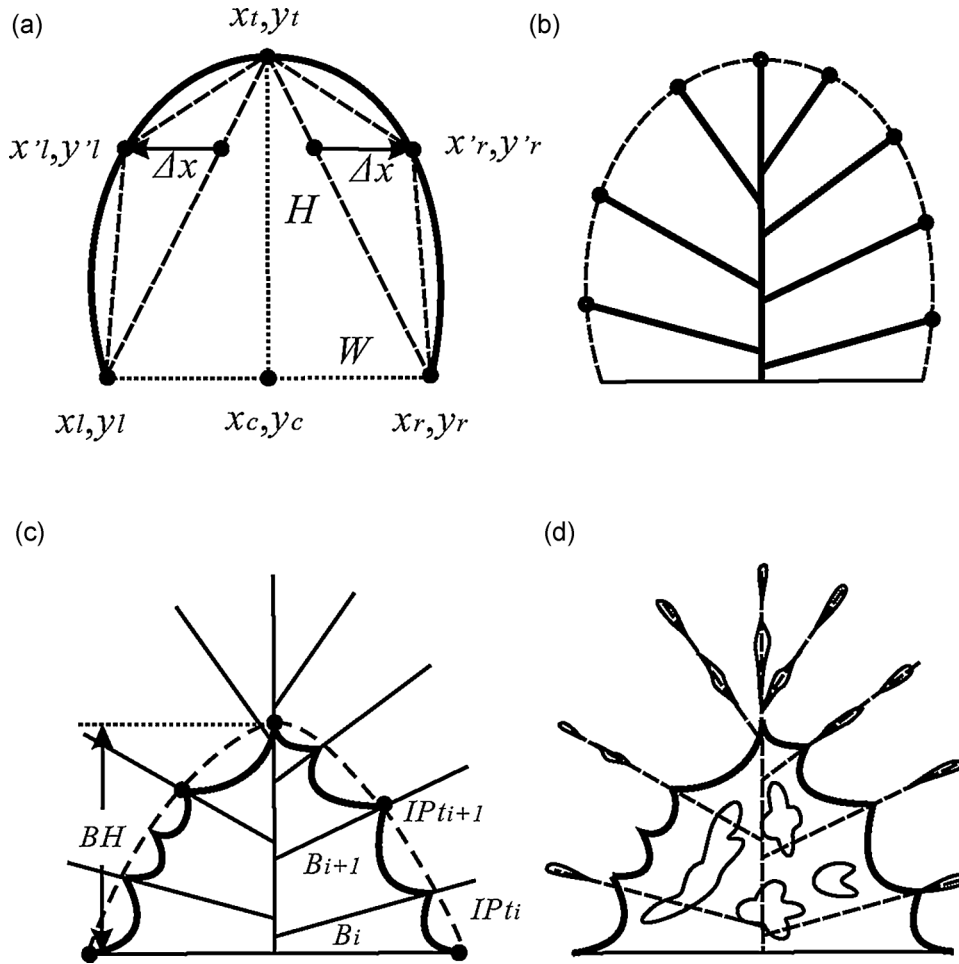 (a)
xt,yt
x'l,y'l
Δx
Δx
x'r,y'r
H
W
xl,yl
xc,yc
xr,yr
(b)
(c)
BH
IPti+1
Bi+1
IPti
Bi
(d)